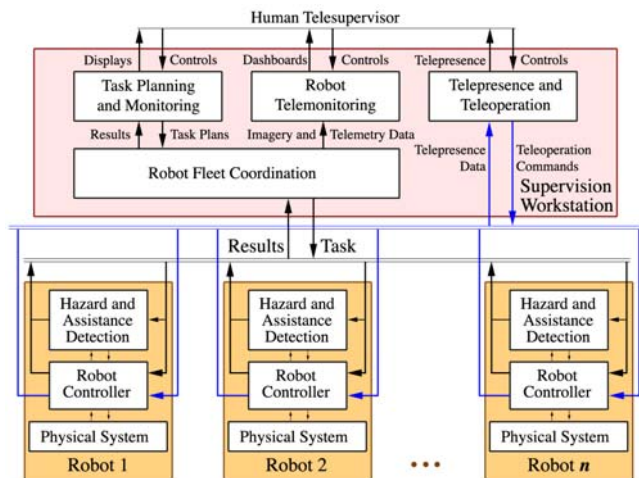 Human Telesupervisor
Displays
Controls
Dashboards
Controls
Telepresence
Controls
Task Planning
and Monitoring
Robot
Telemonitoring
Telepresence and
Teleoperation
Results
Task Plans
Imagery and
Telemetry Data
Telepresence
Data
Teleoperation
Commands
Robot Fleet Coordination
Supervision
Workstation
Results
Task
Hazard and
Assistance
Detection
Robot
Controller
Physical System
Robot 1
Hazard and
Assistance
Detection
Robot
Controller
Physical System
Robot 2
• • •
Hazard and
Assistance
Detection
Robot
Controller
Physical System
Robot n